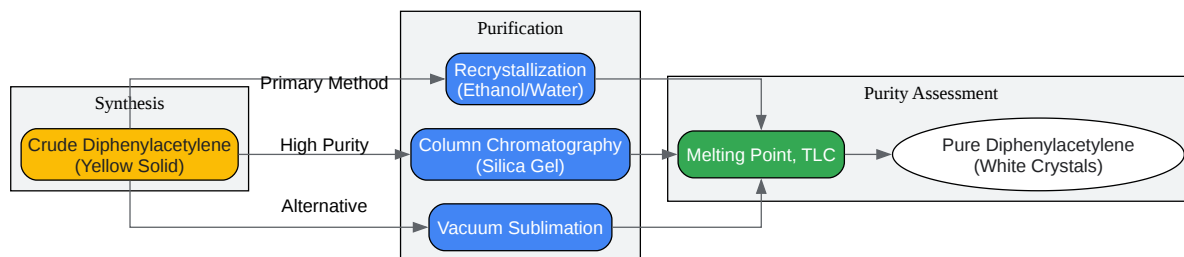 Purification
Recrystallization
(Ethanol/Water)
Primary Method
Synthesis
Purity Assessment
Crude Diphenylacetylene
(Yellow Solid)
High Purity
Column Chromatography
(Silica Gel)
Melting Point, TLC
Pure Diphenylacetylene
(White Crystals)
Alternative
Vacuum Sublimation